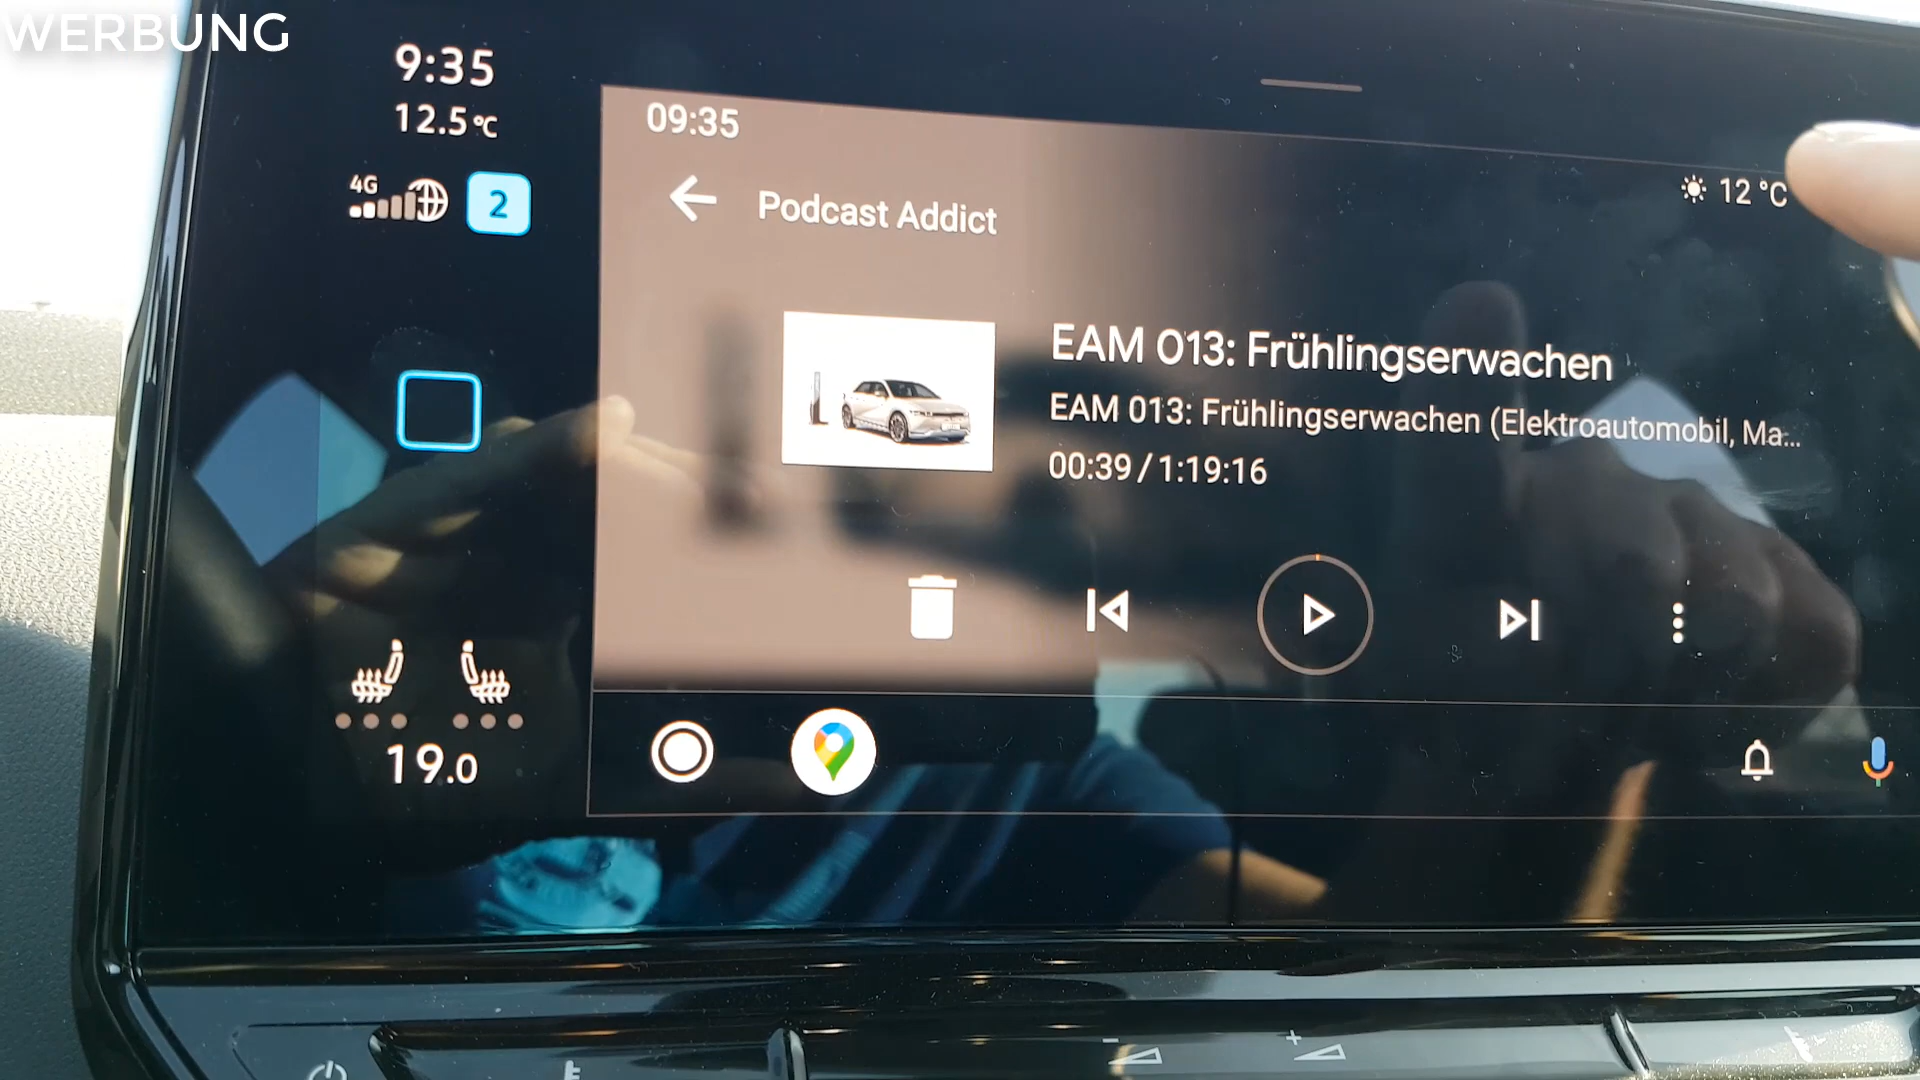 WERBUNG
9:35
12.5°C
4G
2
19.0
09:35
12 °C
Podcast Addict
EAM 013: Frühlingserwachen
EAM 013: Frühlingserwachen (Elektroautomobil, Ma...
00:39 / 1:19:16